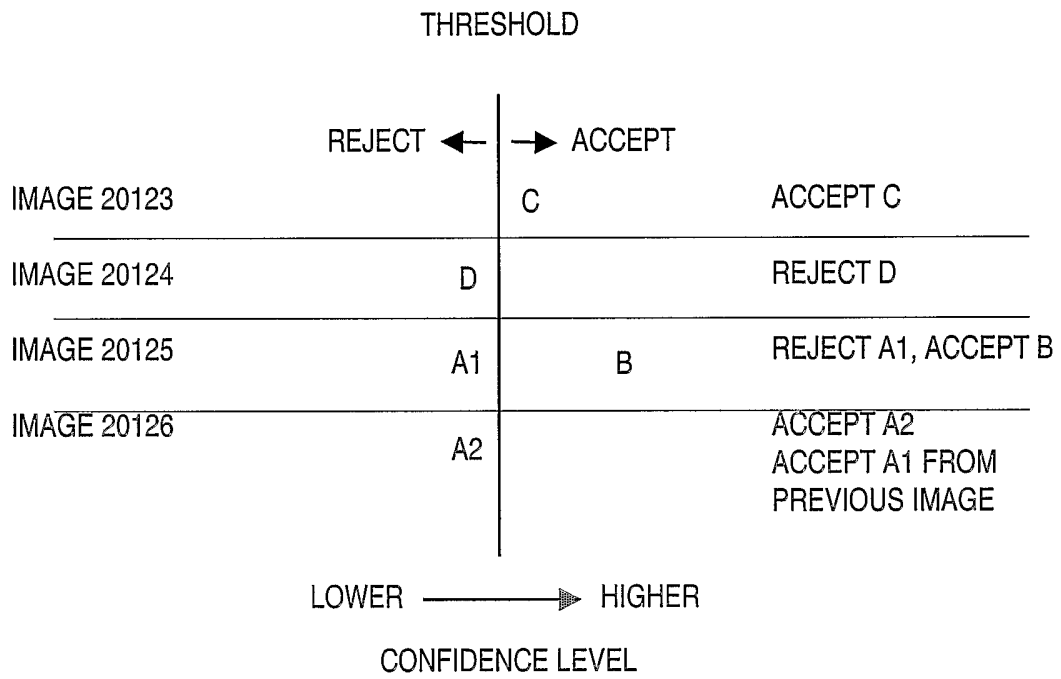 THRESHOLD
REJECT ACCEPT
IMAGE 20123 C ACCEPT C
IMAGE 20124 D REJECT D
IMAGE 20125 A1 B REJECT A1, ACCEPT B
IMAGE 20126 A2 ACCEPT A2
ACCEPT A1 FROM
PREVIOUS IMAGE
LOWER HIGHER
CONFIDENCE LEVEL